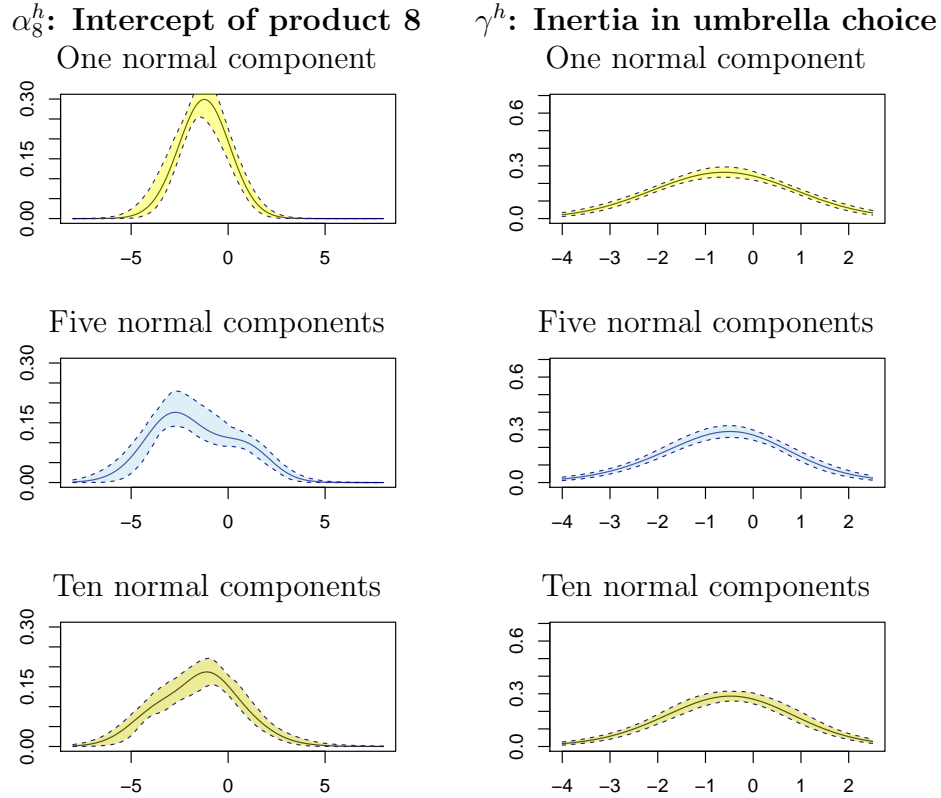 α₈ʰ: Intercept of product 8 γʰ: Inertia in umbrella choice
One normal component One normal component
0.30
0.15
0.00
−5 0 5
0.6
0.3
0.0
−4 −3 −2 −1 0 1 2
Five normal components Five normal components
0.30
0.15
0.00
−5 0 5
0.6
0.3
0.0
−4 −3 −2 −1 0 1 2
Ten normal components Ten normal components
0.30
0.15
0.00
−5 0 5
0.6
0.3
0.0
−4 −3 −2 −1 0 1 2